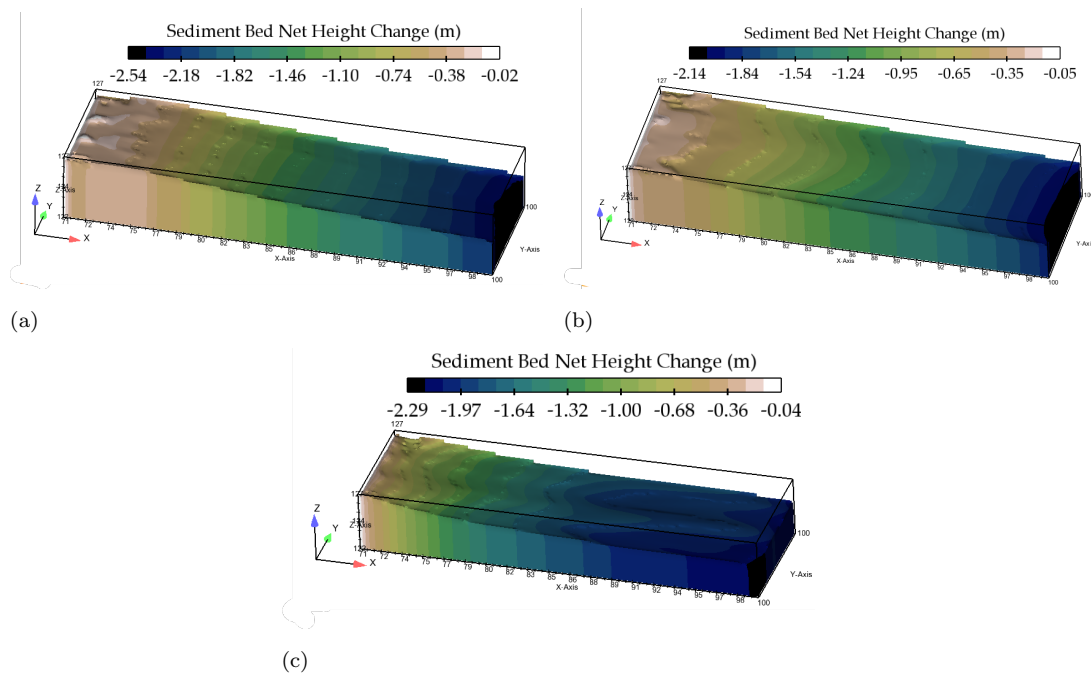 Sediment Bed Net Height Change (m)
-2.54 -2.18 -1.82 -1.46 -1.10 -0.74 -0.38 -0.02
127
Z-Axis
100
Y-Axis
71 72 74 75 77 79 80 82 83 85 86 88 89 91 92 94 95 97 98 100
X-Axis
Z
Y
X
(a)
Sediment Bed Net Height Change (m)
-2.14 -1.84 -1.54 -1.24 -0.95 -0.65 -0.35 -0.05
127
Z-Axis
Y-Axis
71 72 74 75 77 79 80 82 83 85 86 88 89 91 92 94 95 97 98 100
X-Axis
Z
Y
X
(b)
Sediment Bed Net Height Change (m)
-2.29 -1.97 -1.64 -1.32 -1.00 -0.68 -0.36 -0.04
127
Z-Axis
100
Y-Axis
71 72 74 75 77 79 80 82 83 85 86 88 89 91 92 94 95 97 98 100
X-Axis
Z
Y
X
(c)